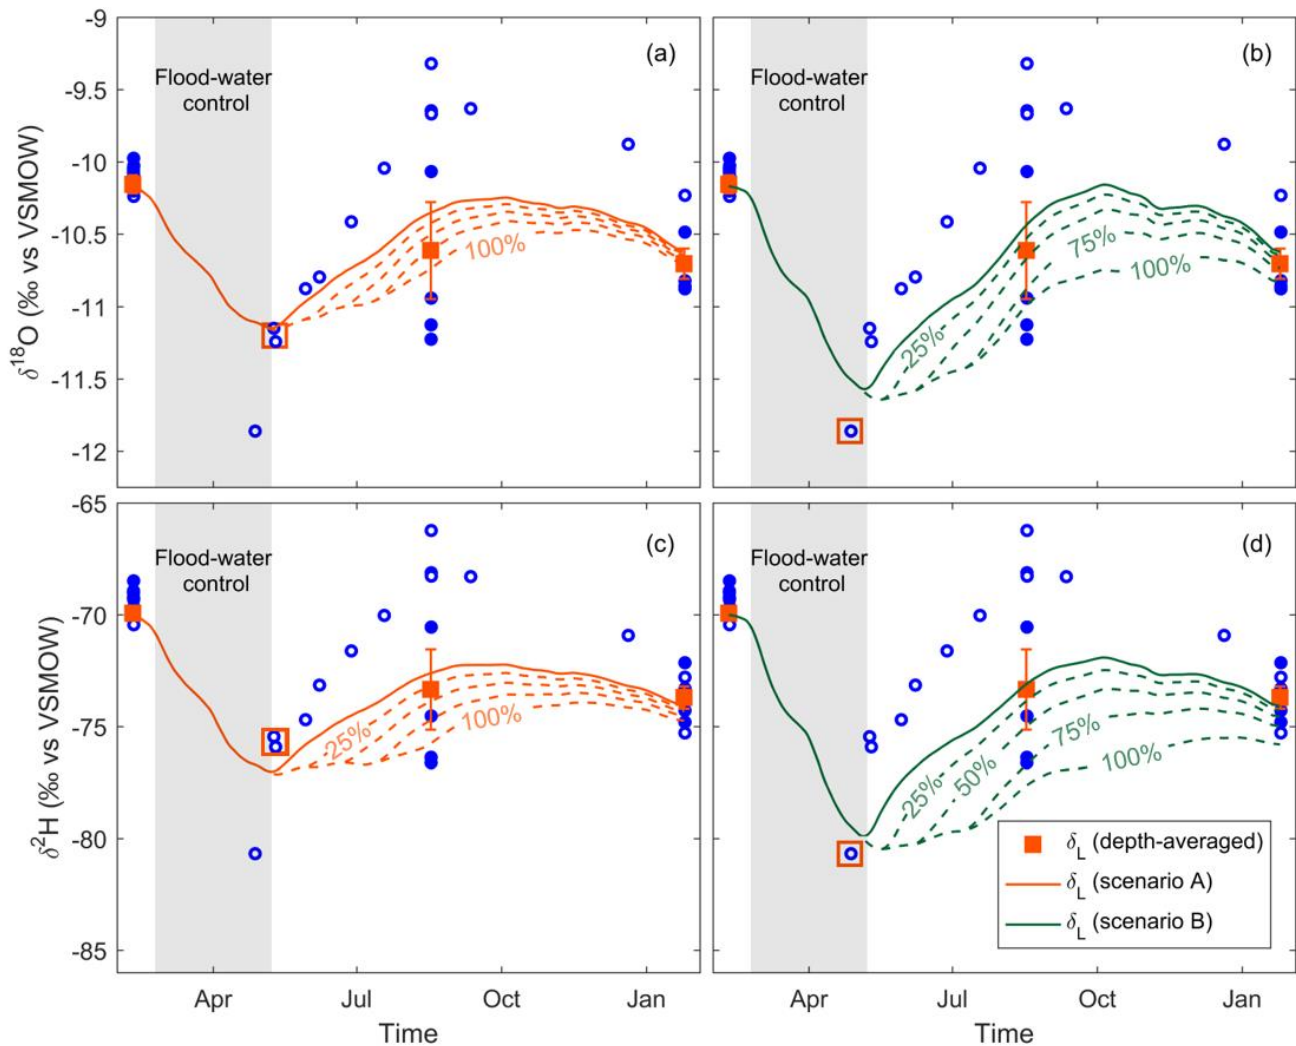 -9
-9.5
-10
-10.5
-11
-11.5
-12
δ18O (‰ vs VSMOW)
Flood-water
control
(a)
100%
Flood-water
control
(b)
25%
75%
100%
-65
-70
-75
-80
-85
δ2H (‰ vs VSMOW)
Flood-water
control
(c)
25%
100%
Apr
Jul
Oct
Jan
Time
Flood-water
control
(d)
25%
50%
75%
100%
δL (depth-averaged)
δL (scenario A)
δL (scenario B)
Apr
Jul
Oct
Jan
Time